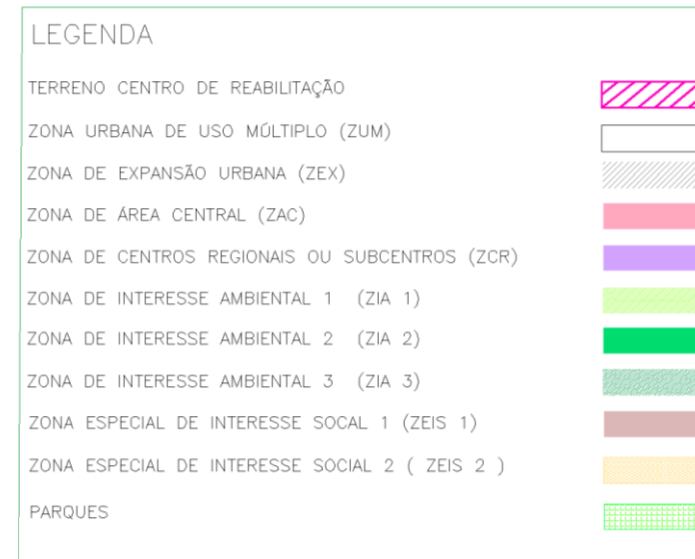 LEGENDA
TERRENO CENTRO DE REABILITAÇÃO
ZONA URBANA DE USO MÚLTIPLO (ZUM)
ZONA DE EXPANSÃO URBANA (ZEX)
ZONA DE ÁREA CENTRAL (ZAC)
ZONA DE CENTROS REGIONAIS OU SUBCENTROS (ZCR)
ZONA DE INTERESSE AMBIENTAL 1 (ZIA 1)
ZONA DE INTERESSE AMBIENTAL 2 (ZIA 2)
ZONA DE INTERESSE AMBIENTAL 3 (ZIA 3)
ZONA ESPECIAL DE INTERESSE SOCAL 1 (ZEIS 1)
ZONA ESPECIAL DE INTERESSE SOCIAL 2 ( ZEIS 2 )
PARQUES